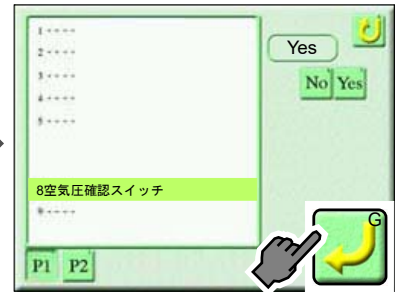 1 ----
2 ----
3 ----
4 ----
5 ----
8空気圧確認スイッチ
9 ----
Yes
No Yes
P1 P2
G